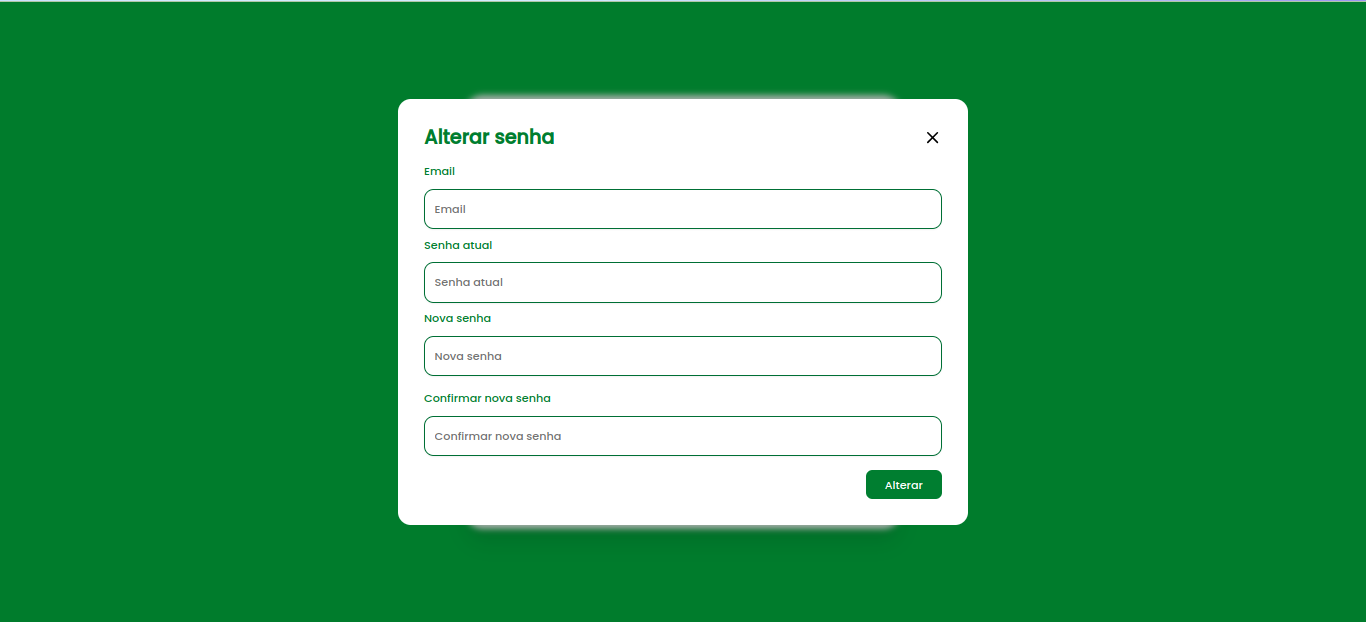 Alterar senha
Email
Email
Senha atual
Senha atual
Nova senha
Nova senha
Confirmar nova senha
Confirmar nova senha
Alterar